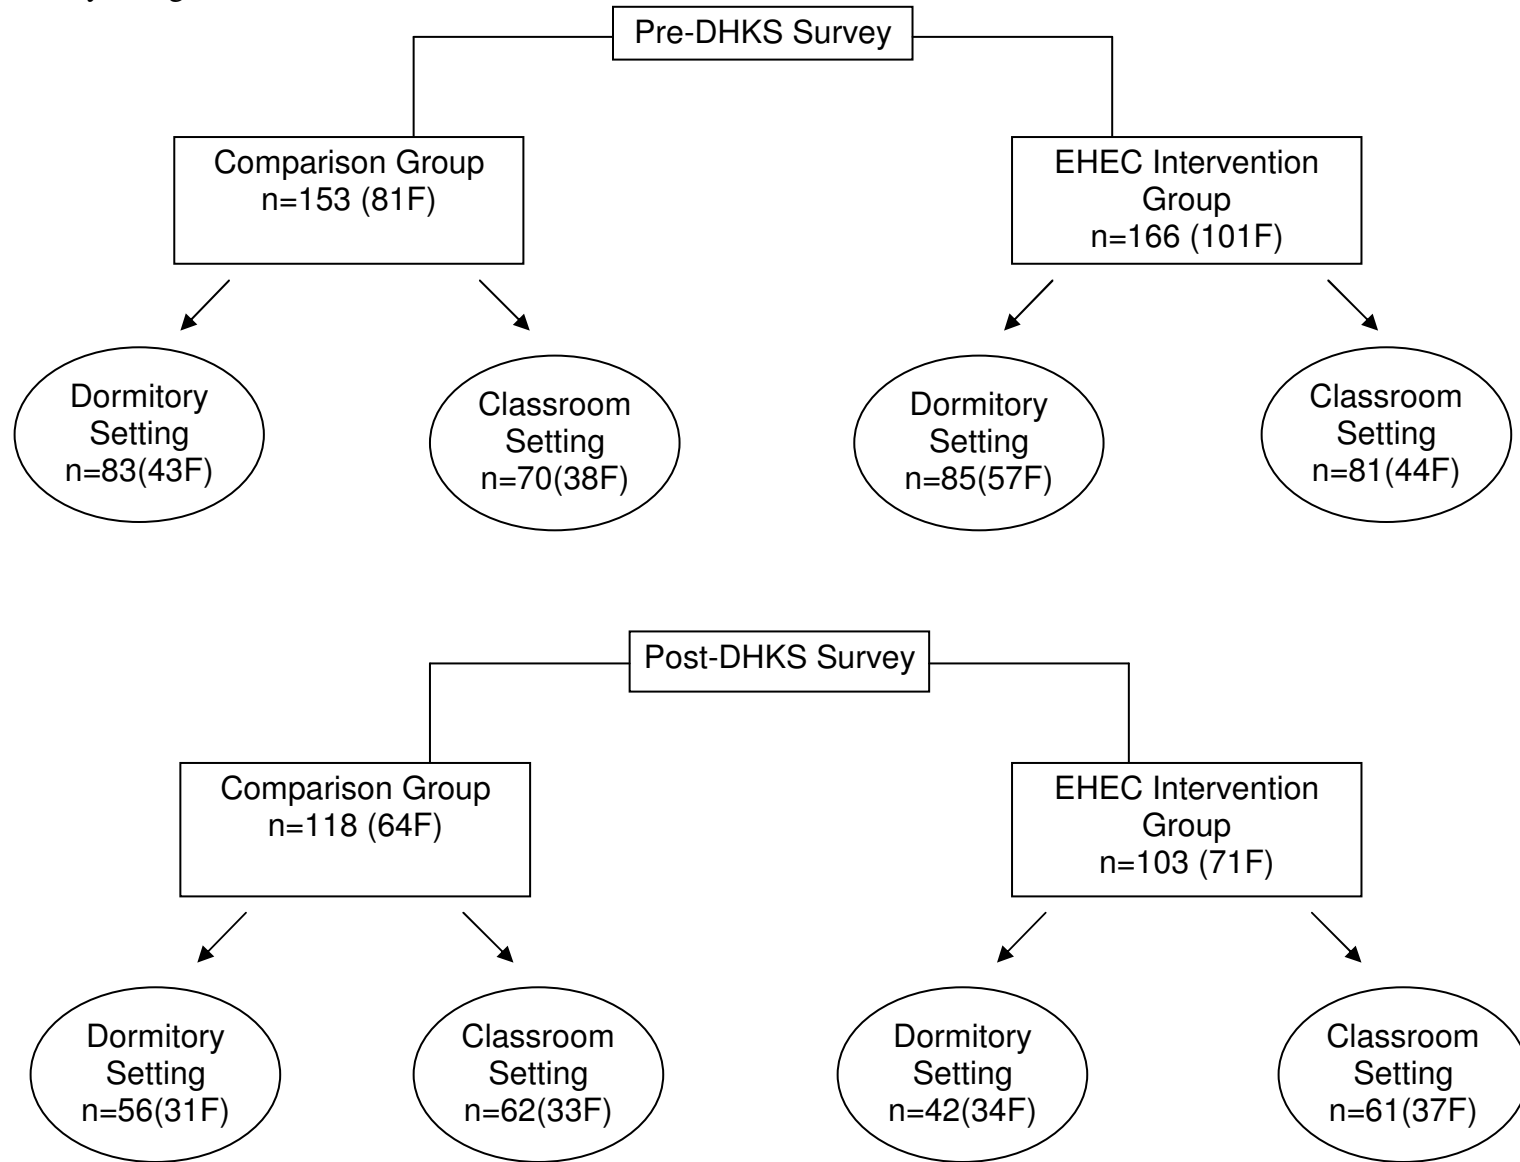 Pre-DHKS Survey
Comparison Group
n=153 (81F)
EHEC Intervention
Group
n=166 (101F)
Dormitory
Setting
n=83(43F)
Classroom
Setting
n=70(38F)
Dormitory
Setting
n=85(57F)
Classroom
Setting
n=81(44F)
Post-DHKS Survey
Comparison Group
n=118 (64F)
EHEC Intervention
Group
n=103 (71F)
Dormitory
Setting
n=56(31F)
Classroom
Setting
n=62(33F)
Dormitory
Setting
n=42(34F)
Classroom
Setting
n=61(37F)